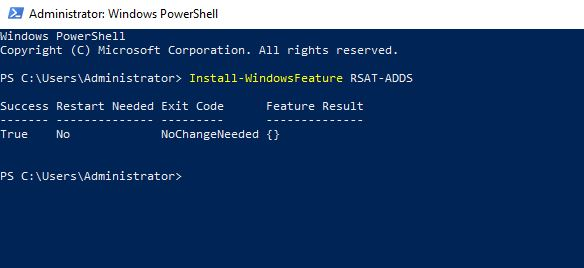 Administrator: Windows PowerShell
Windows PowerShell
Copyright (C) Microsoft Corporation. All rights reserved.
PS C:\Users\Administrator> Install-WindowsFeature RSAT-ADDS
Success Restart Needed Exit Code      Feature Result
------- -------------- ---------      --------------
True    No             NoChangeNeeded {}
PS C:\Users\Administrator>